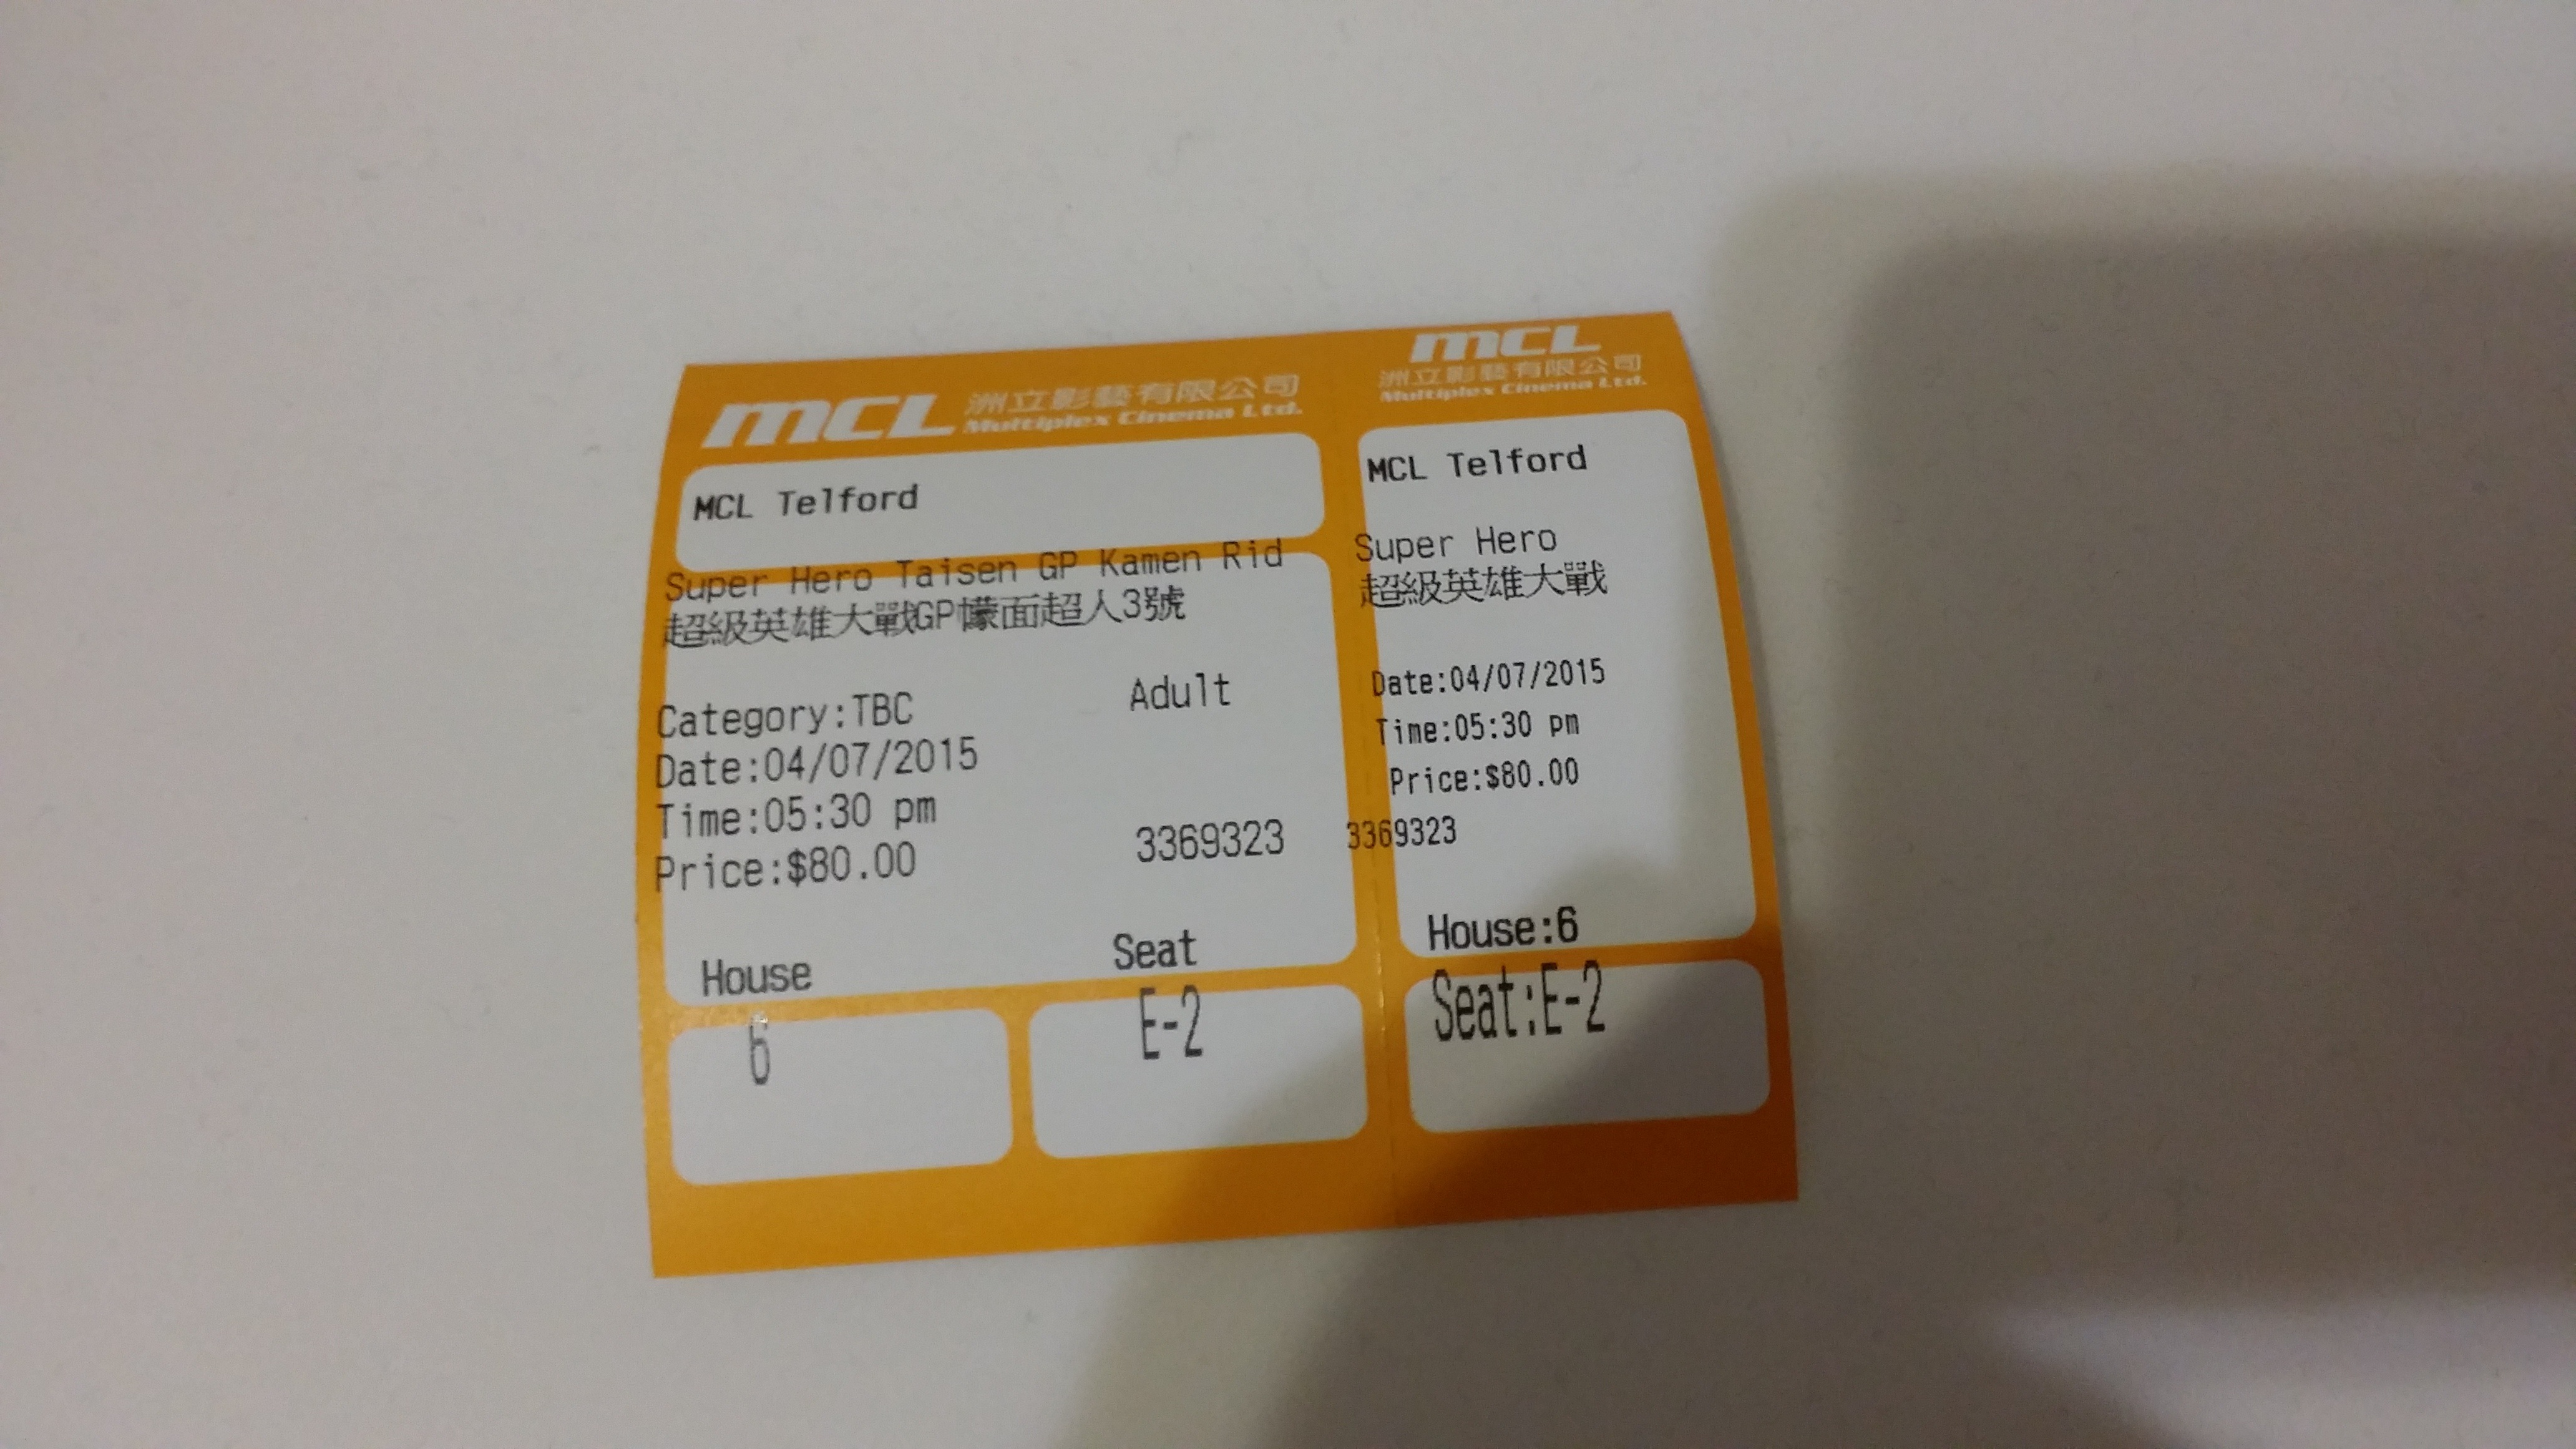 MCL 洲立影藝有限公司
Multiplex Cinema Ltd.
MCL Telford
Super Hero Taisen GP Kamen Rid
超級英雄大戰GP幪面超人3號
Category:TBC Adult
Date:04/07/2015
Time:05:30 pm
Price:$80.00 3369323
House Seat
6 E-2
MCL
洲立影藝有限公司
Multiplex Cinema Ltd.
MCL Telford
Super Hero
超級英雄大戰
Date:04/07/2015
Time:05:30 pm
Price:$80.00
3369323
House:6
Seat:E-2